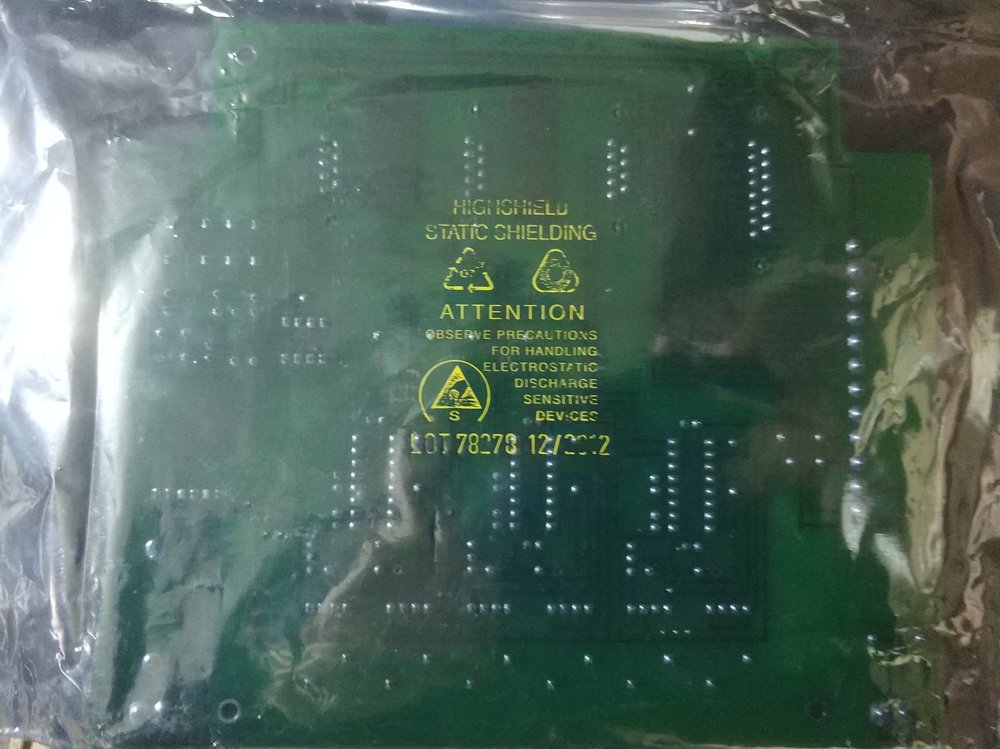 HIGHSHIELD
STATIC SHIELDING
ATTENTION
OBSERVE PRECAUTIONS
FOR HANDLING
ELECTROSTATIC
DISCHARGE
SENSITIVE
DEVICES
S
LOT 78278 12/2012